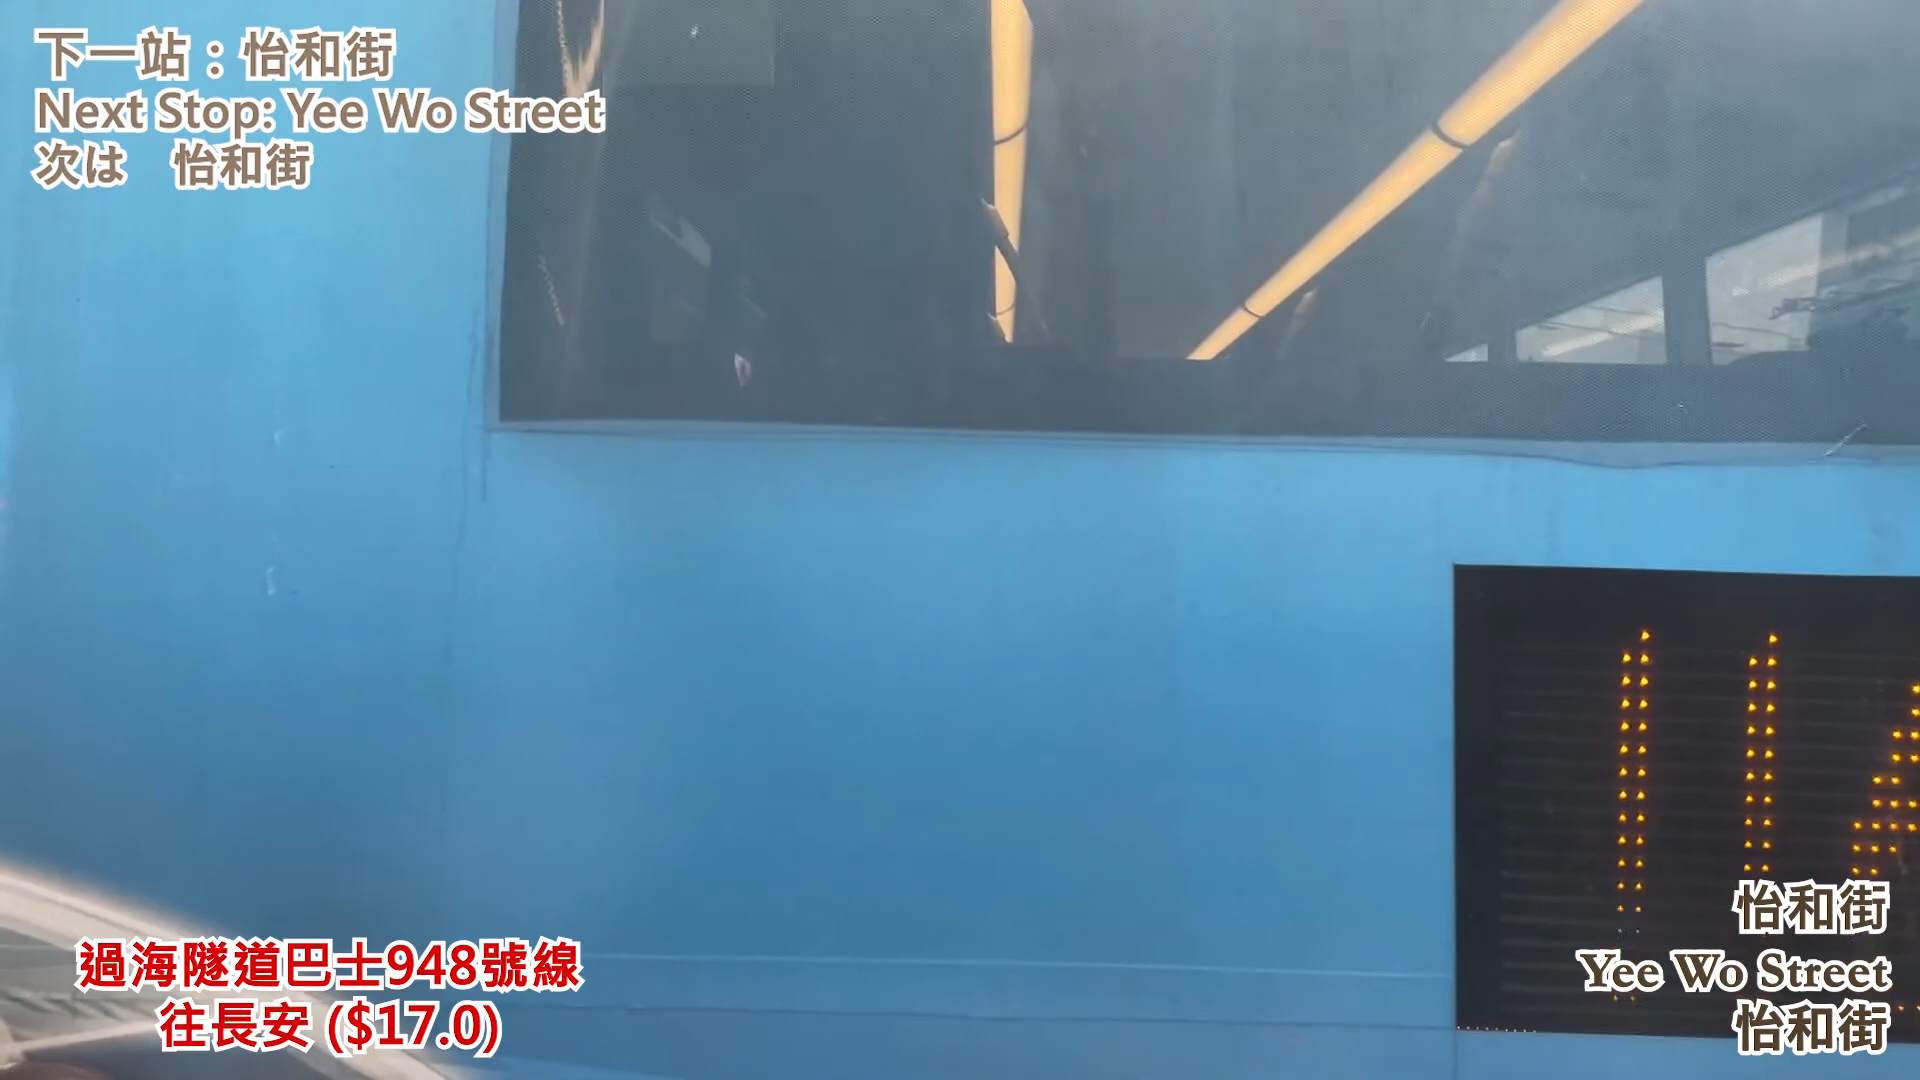 下一站：怡和街
Next Stop: Yee Wo Street
次は　怡和街
11
怡和街
Yee Wo Street
怡和街
過海隧道巴士948號線
往長安 ($17.0)